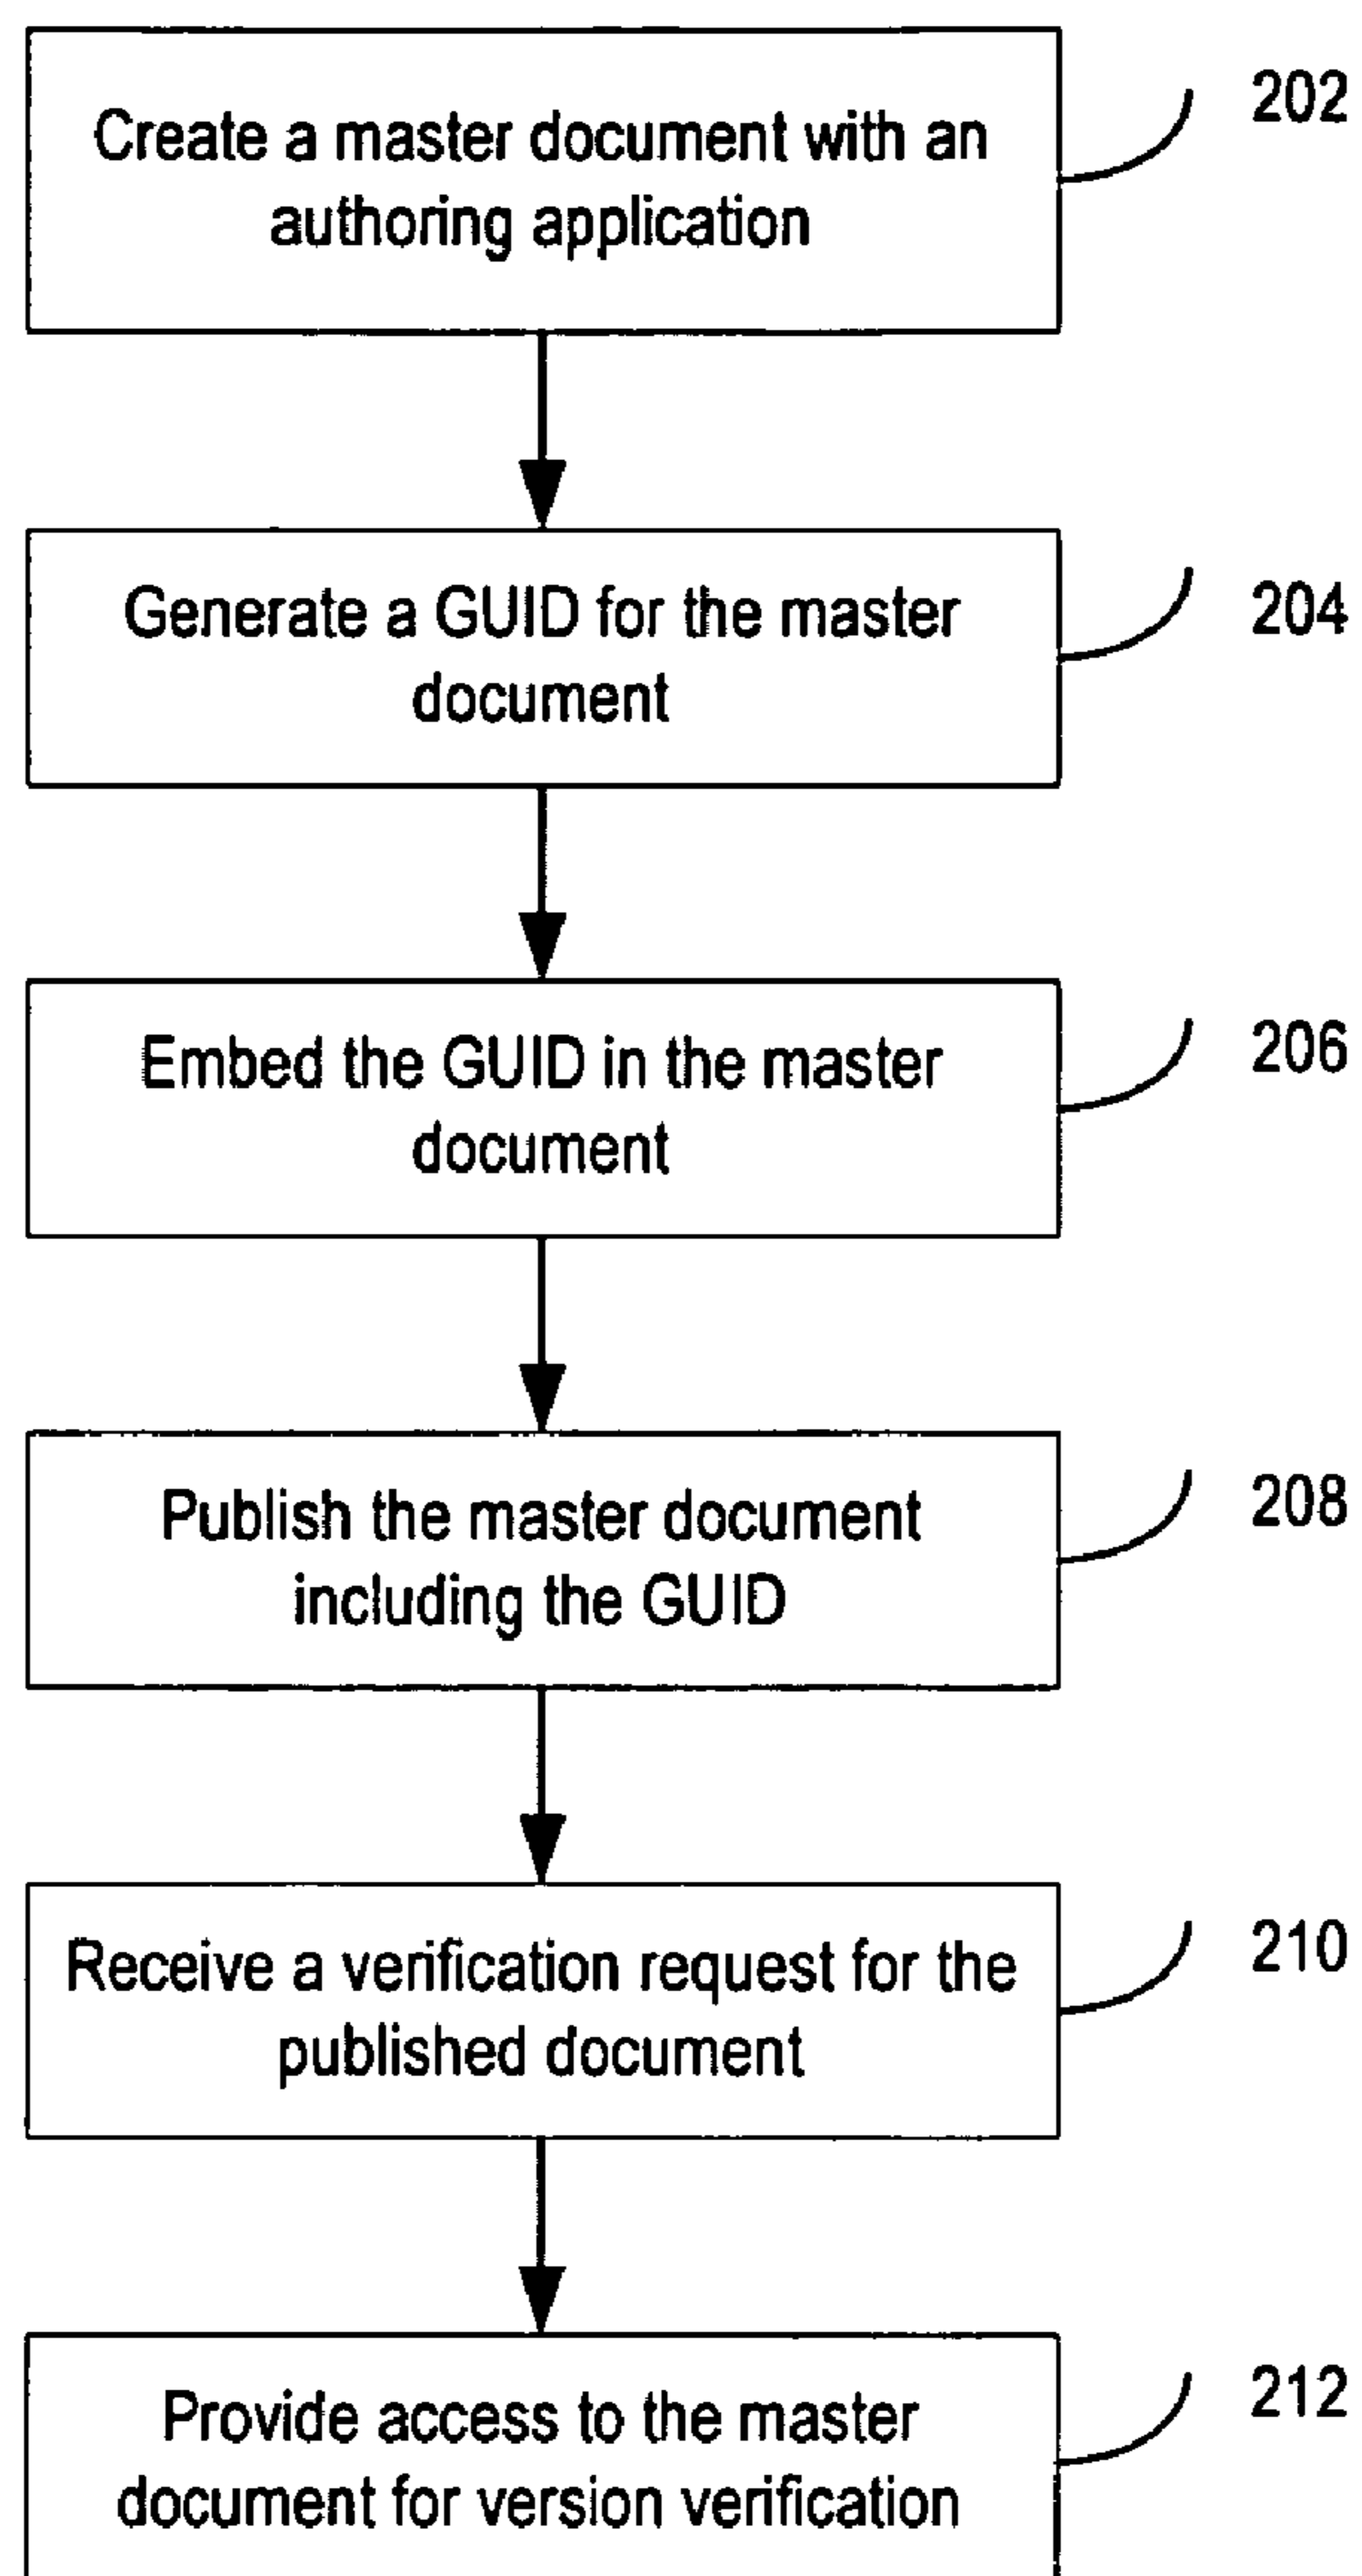 Create a master document with an
authoring application
202
Generate a GUID for the master
document
204
Embed the GUID in the master
document
206
Publish the master document
including the GUID
208
Receive a verification request for the
published document
210
Provide access to the master
document for version verification
212